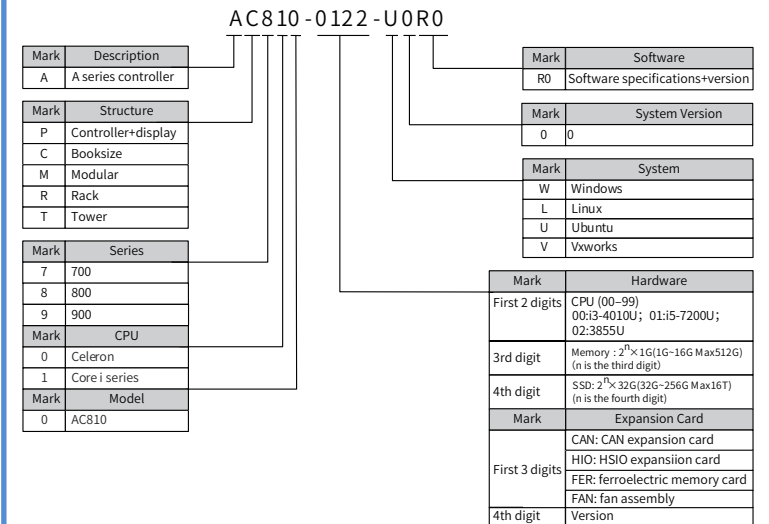 AC810-0122-U0R0
Mark Description
A A series controller
Mark Structure
P Controller+display
C Booksize
M Modular
R Rack
T Tower
Mark Series
7 700
8 800
9 900
Mark CPU
0 Celeron
1 Core i series
Mark Model
0 AC810
Mark Software
R0 Software specifications+version
Mark System Version
0 0
Mark System
W Windows
L Linux
U Ubuntu
V Vxworks
Mark Hardware
First 2 digits CPU (00–99)
00:i3-4010U; 01:i5-7200U;
02:3855U
3rd digit Memory : 2ⁿ×1G(1G~16G Max512G)
(n is the third digit)
4th digit SSD: 2ⁿ×32G(32G~256G Max16T)
(n is the fourth digit)
Mark Expansion Card
First 3 digits CAN: CAN expansion card
HIO: HSIO expansiion card
FER: ferroelectric memory card
FAN: fan assembly
4th digit Version